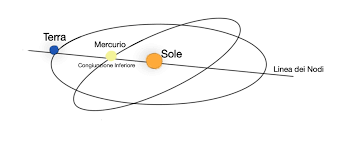 Terra
Mercurio
Sole
Congiunzione Inferiore
Linea dei Nodi